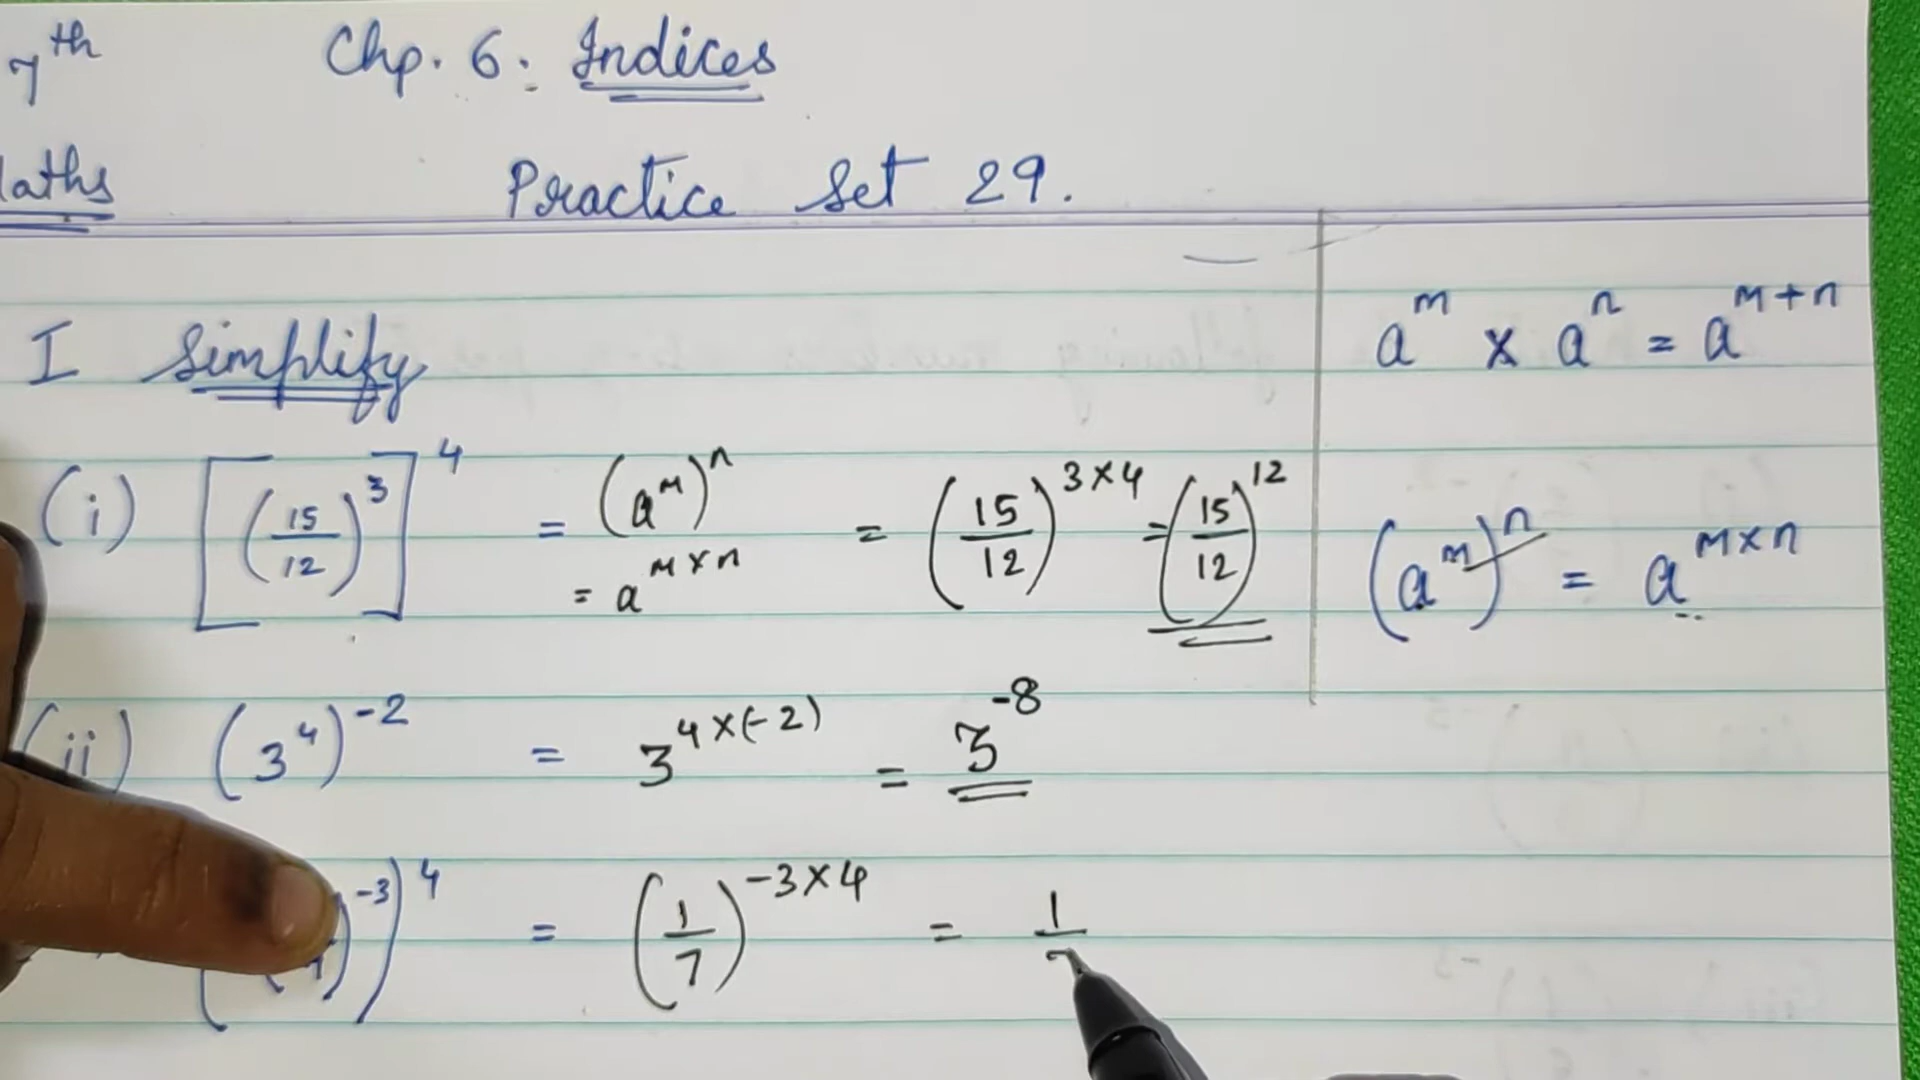 7th Chp. 6. Indices
aths Practice Set 29.
I Simplify
a^m × a^n = a^(m+n)
(i) [(15/12)^3]^4 = (a^m)^n = (15/12)^(3×4) = (15/12)^12
= a^(m×n)
(a^m)^n = a^(m×n)
(ii) (3^4)^-2 = 3^(4×(-2)) = 3^-8
)^-3)^4 = (1/7)^(-3×4) = 1/7